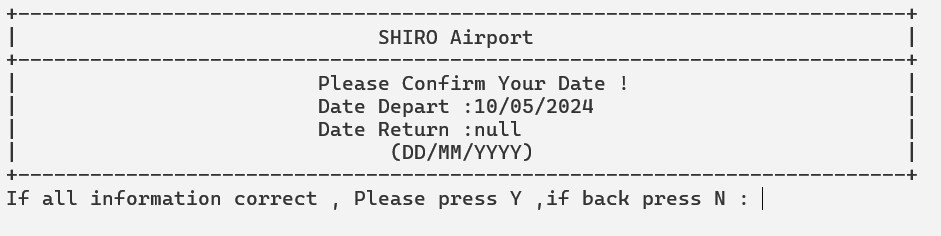 SHIRO Airport
Please Confirm Your Date !
Date Depart :10/05/2024
Date Return :null
(DD/MM/YYYY)
If all information correct , Please press Y ,if back press N :